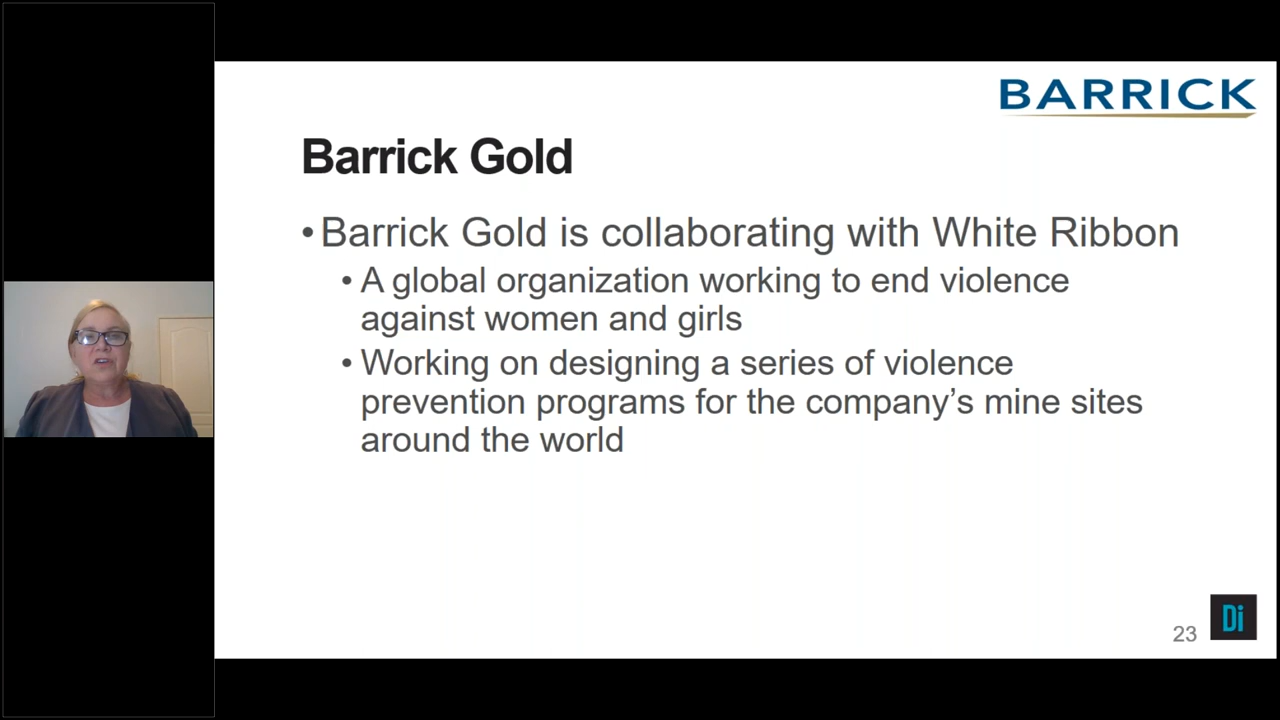 BARRICK
Barrick Gold
• Barrick Gold is collaborating with White Ribbon
• A global organization working to end violence
against women and girls
• Working on designing a series of violence
prevention programs for the company’s mine sites
around the world
23
Di